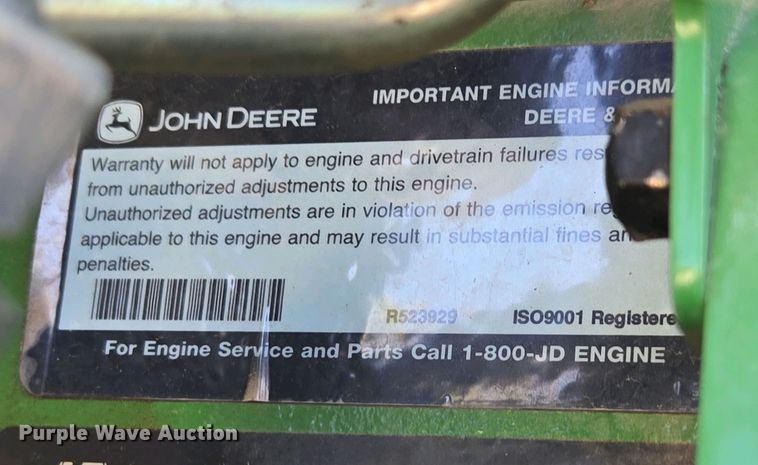 JOHN DEERE
IMPORTANT ENGINE
DEERE &
Warranty will not apply to engine and drivetrain failures
from unauthorized adjustments to this engine.
Unauthorized adjustments are in violation of the emission
applicable to this engine and may result in substantial fines
penalties.
R523929 ISO9001
For Engine Service and Parts Call 1-800-JD ENGINE
Purple Wave Auction